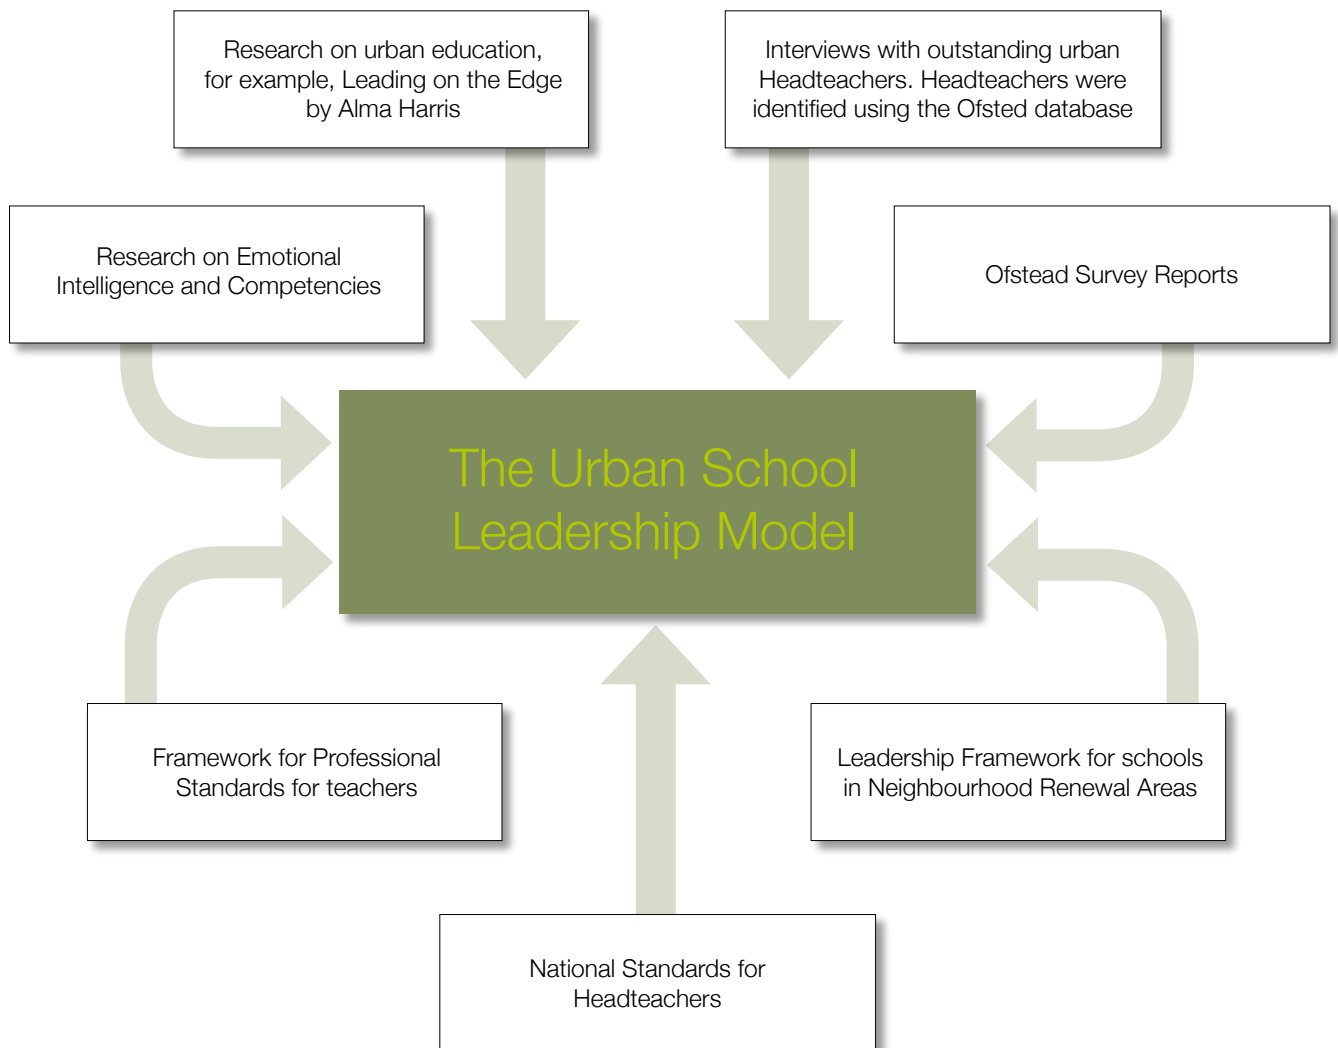 Research on urban education,
for example, Leading on the Edge
by Alma Harris
Interviews with outstanding urban
Headteachers. Headteachers were
identified using the Ofsted database
Research on Emotional
Intelligence and Competencies
Ofstead Survey Reports
The Urban School
Leadership Model
Framework for Professional
Standards for teachers
Leadership Framework for schools
in Neighbourhood Renewal Areas
National Standards for
Headteachers